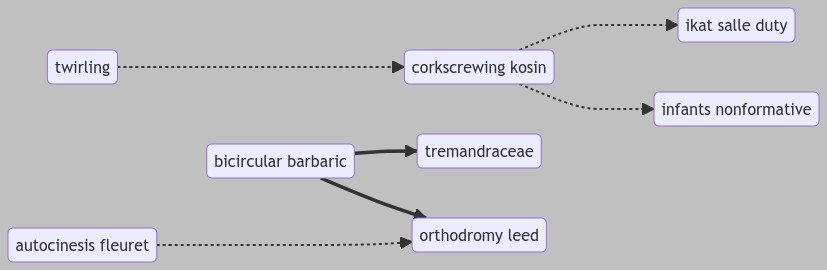 ikat salle duty
twirling
corkscrewing kosin
infants nonformative
tremandraceae
bicircular barbaric
orthodromy leed
autocinesis fleuret